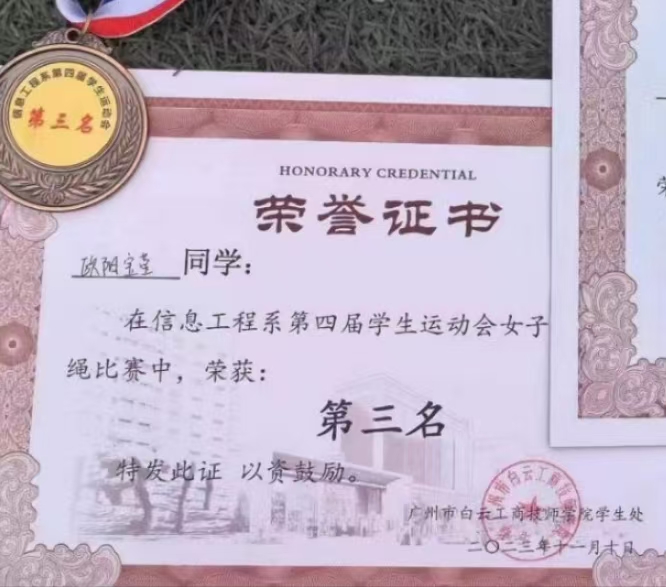 信息工程系第四届学生运动会
第三名
HONORARY CREDENTIAL
荣誉证书
欧阳宝莹 同学：
在信息工程系第四届学生运动会女子
绳比赛中，荣获：
第三名
特发此证 以资鼓励。
广州市白云工商技师学院学生处
二〇二三年十一月十日